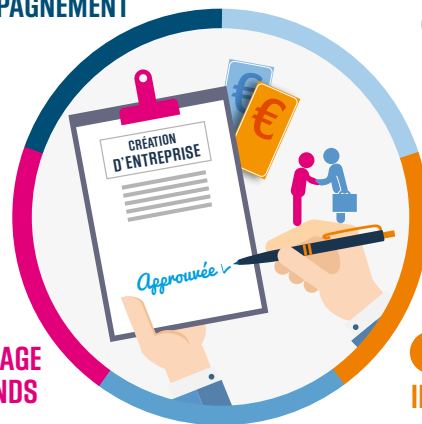 PAGNEMENT
CRÉATION
D'ENTREPRISE
€
€
Approuvée
AGE
NDS